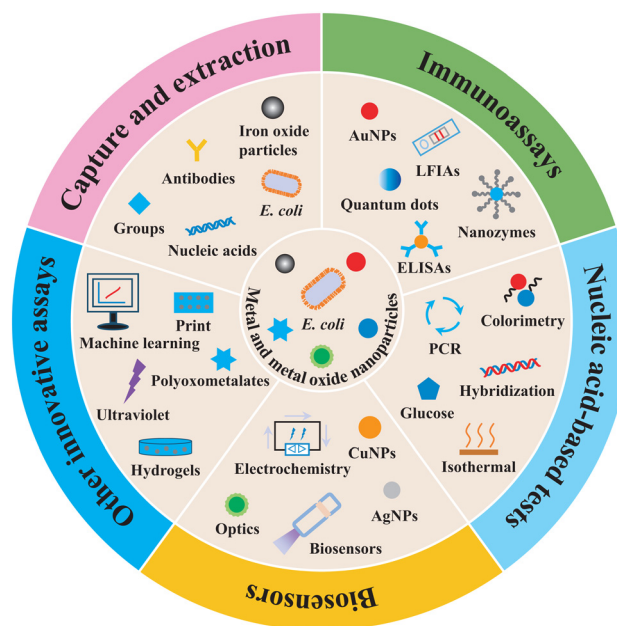 Capture and extraction
Immunoassays
Nucleic acid-based tests
Biosensors
Other innovative assays
Iron oxide
particles
Antibodies
E. coli
Groups
Nucleic acids
AuNPs
LFIAs
Quantum dots
Nanozymes
ELISAs
Colorimetry
PCR
Hybridization
Glucose
Isothermal
Electrochemistry
CuNPs
Optics
AgNPs
Biosensors
Machine learning
Print
Polyoxometalates
Ultraviolet
Hydrogels
E. coli
Metal and metal oxide nanoparticles